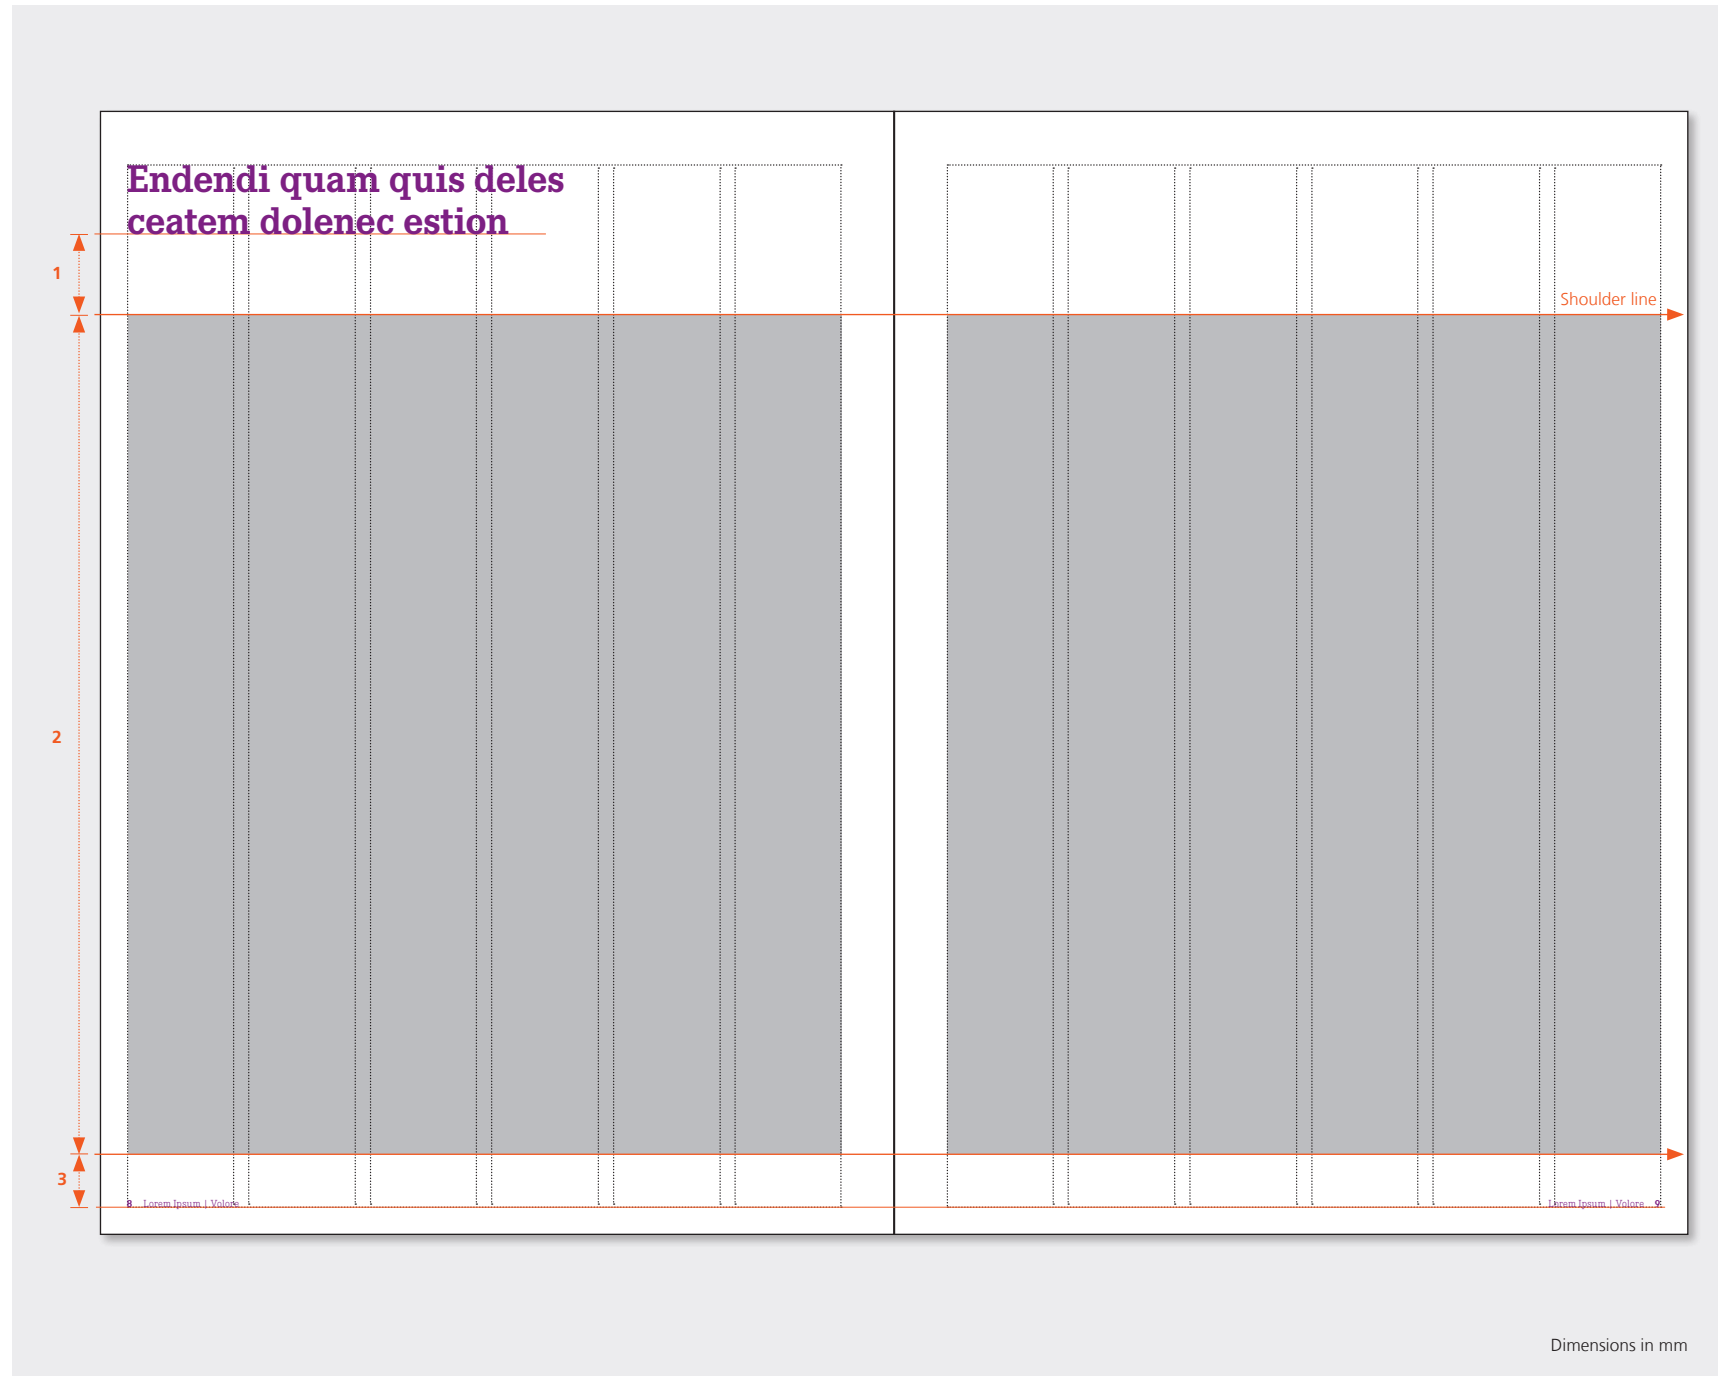 Endendi quam quis deles
ceatem dolenec estion
1
Shoulder line
2
3
8 Lorem Ipsum | Volore
Lorem Ipsum | Volore 9
Dimensions in mm